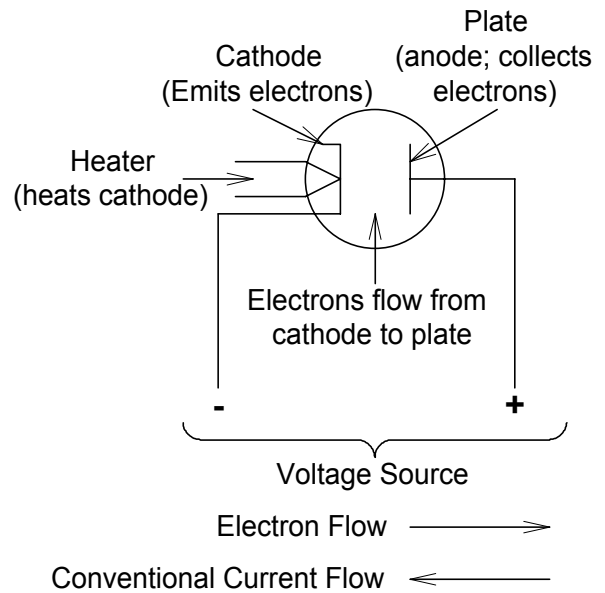 Plate
(anode; collects
electrons)
Cathode
(Emits electrons)
Heater
(heats cathode)
Electrons flow from
cathode to plate
- +
Voltage Source
Electron Flow
Conventional Current Flow